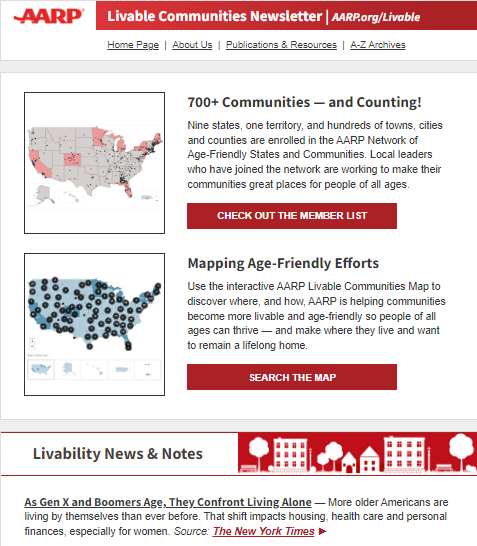 AARP
Livable Communities Newsletter | AARP.org/Livable
Home Page | About Us | Publications & Resources | A-Z Archives
700+ Communities — and Counting!
Nine states, one territory, and hundreds of towns, cities
and counties are enrolled in the AARP Network of
Age-Friendly States and Communities. Local leaders
who have joined the network are working to make their
communities great places for people of all ages.
CHECK OUT THE MEMBER LIST
Mapping Age-Friendly Efforts
Use the interactive AARP Livable Communities Map to
discover where, and how, AARP is helping communities
become more livable and age-friendly so people of all
ages can thrive — and make where they live and want
to remain a lifelong home.
SEARCH THE MAP
Livability News & Notes
As Gen X and Boomers Age, They Confront Living Alone — More older Americans are
living by themselves than ever before. That shift impacts housing, health care and personal
finances, especially for women. Source: The New York Times ►